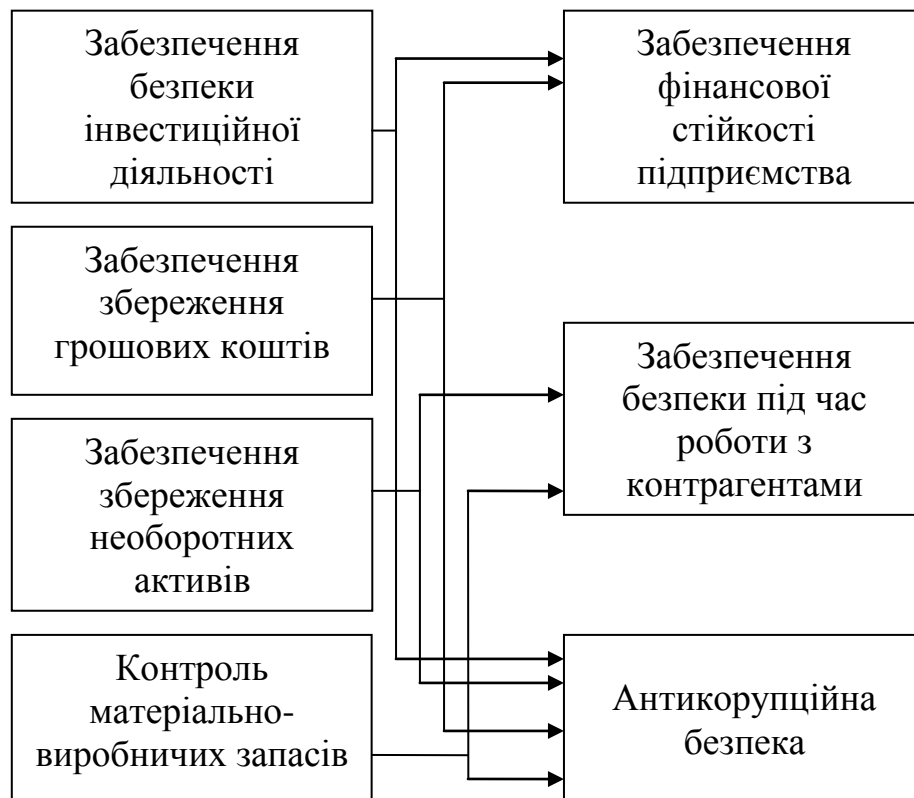 Забезпечення
безпеки
інвестиційної
діяльності
Забезпечення
збереження
грошових коштів
Забезпечення
збереження
необоротних
активів
Контроль
матеріально-
виробничих запасів
Забезпечення
фінансової
стійкості
підприємства
Забезпечення
безпеки під час
роботи з
контрагентами
Антикорупційна
безпека